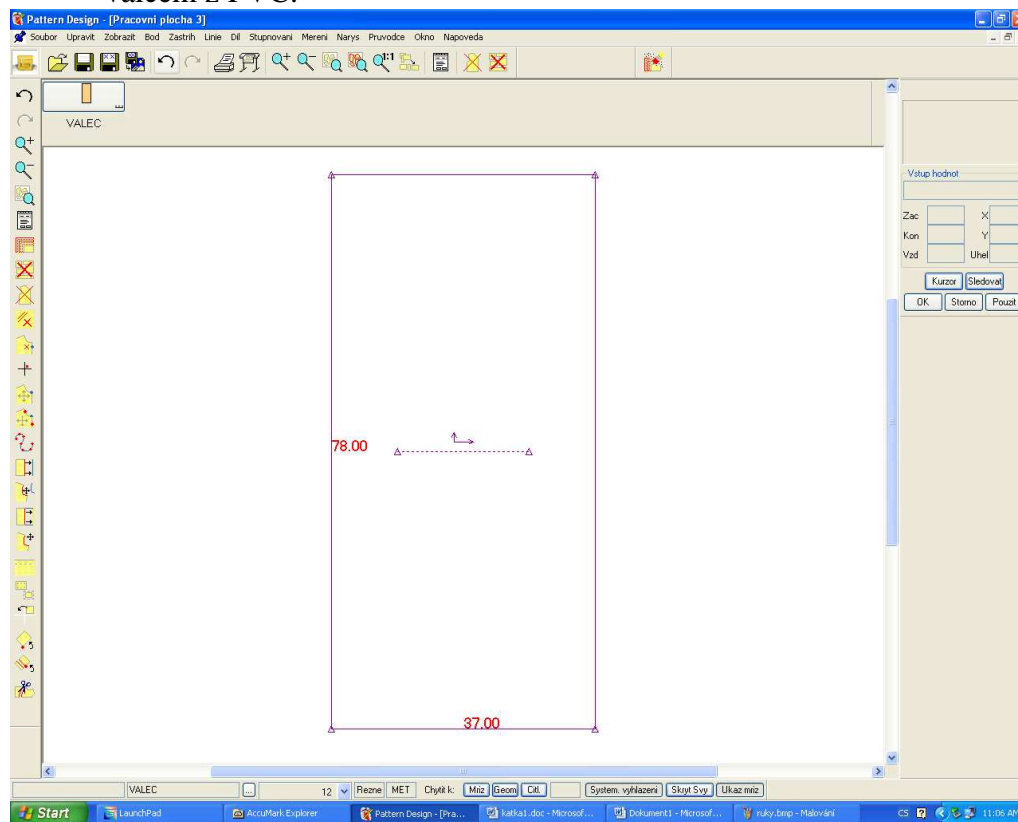 Pattern Design - [Pracovni plocha 3]
Soubor Upravit Zobrazit Bod Zastrih Linie Dil Stupnovani Mereni Narys Pruvodce Okno Napoveda
1:1
VALEC
Vstup hodnot
Zac X
Kon Y
Vzd Uhel
Kurzor Sledovat
OK Storno Pouzit
78.00
37.00
VALEC ... 12 Rezne MET Chytit k: Mriz Geom Citl. System. vyhlazeni Skryt Svy Ukaz mriz
Start LaunchPad AccuMark Explorer Pattern Design - [Pra... katka1.doc - Microsof... Dokument1 - Microsof... ruky.bmp - Malování CS 11:06 AM